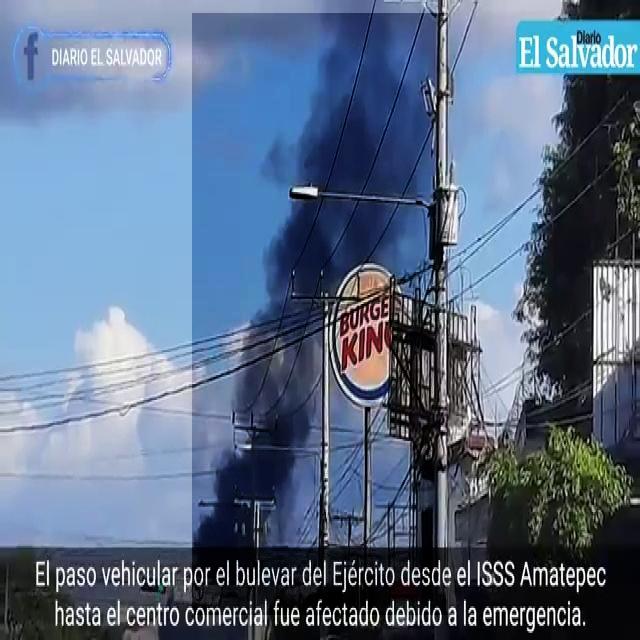 DIARIO EL SALVADOR
Diario
El Salvador
BURGER
KING
El paso vehicular por el bulevar del Ejército desde el ISSS Amatepec
hasta el centro comercial fue afectado debido a la emergencia.